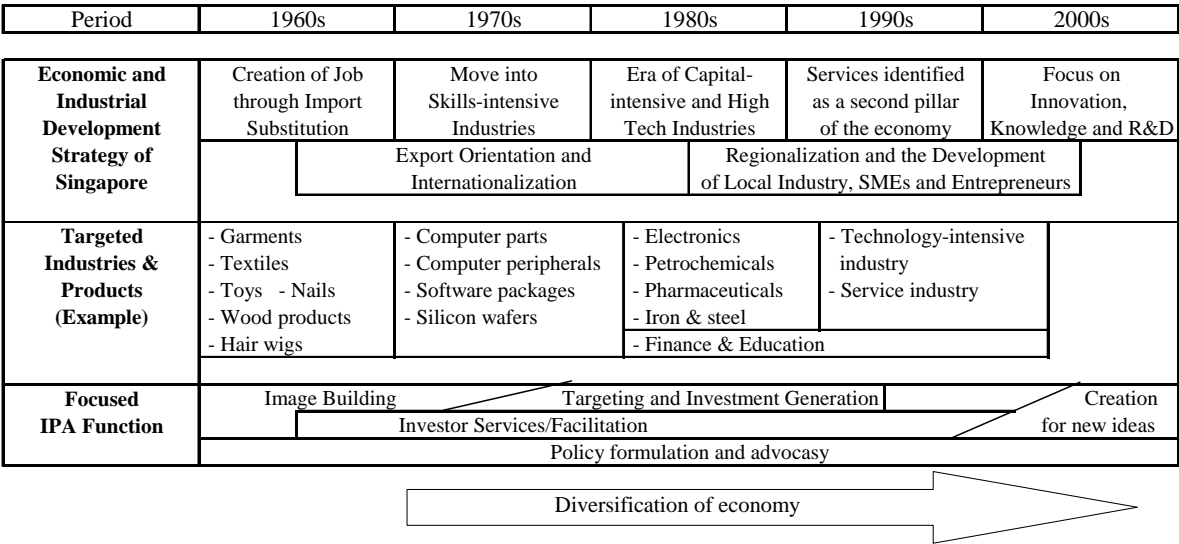 Period 1960s 1970s 1980s 1990s 2000s
Economic and Industrial Development Strategy of Singapore
Creation of Job through Import Substitution
Move into Skills-intensive Industries
Era of Capital-intensive and High Tech Industries
Services identified as a second pillar of the economy
Focus on Innovation, Knowledge and R&D
Export Orientation and Internationalization
Regionalization and the Development of Local Industry, SMEs and Entrepreneurs
Targeted Industries & Products (Example)
- Garments
- Textiles
- Toys - Nails
- Wood products
- Hair wigs
- Computer parts
- Computer peripherals
- Software packages
- Silicon wafers
- Electronics
- Petrochemicals
- Pharmaceuticals
- Iron & steel
- Technology-intensive industry
- Service industry
- Finance & Education
Focused IPA Function
Image Building
Targeting and Investment Generation
Creation for new ideas
Investor Services/Facilitation
Policy formulation and advocasy
Diversification of economy